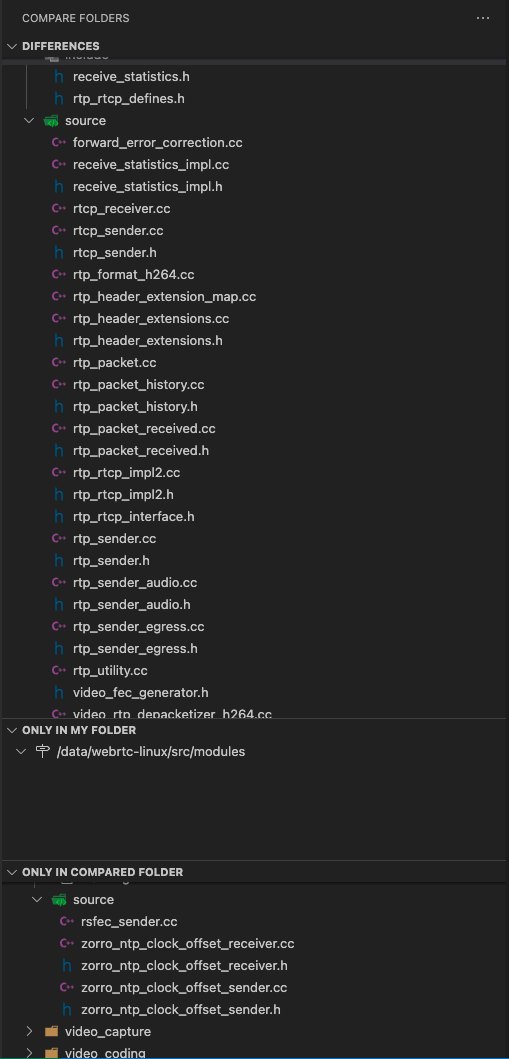 COMPARE FOLDERS
DIFFERENCES
include
receive_statistics.h
rtp_rtcp_defines.h
source
forward_error_correction.cc
receive_statistics_impl.cc
receive_statistics_impl.h
rtcp_receiver.cc
rtcp_sender.cc
rtcp_sender.h
rtp_format_h264.cc
rtp_header_extension_map.cc
rtp_header_extensions.cc
rtp_header_extensions.h
rtp_packet.cc
rtp_packet_history.cc
rtp_packet_history.h
rtp_packet_received.cc
rtp_packet_received.h
rtp_rtcp_impl2.cc
rtp_rtcp_impl2.h
rtp_rtcp_interface.h
rtp_sender.cc
rtp_sender.h
rtp_sender_audio.cc
rtp_sender_audio.h
rtp_sender_egress.cc
rtp_sender_egress.h
rtp_utility.cc
video_fec_generator.h
video_rtp_depacketizer_h264.cc
ONLY IN MY FOLDER
/data/webrtc-linux/src/modules
ONLY IN COMPARED FOLDER
source
rsfec_sender.cc
zorro_ntp_clock_offset_receiver.cc
zorro_ntp_clock_offset_receiver.h
zorro_ntp_clock_offset_sender.cc
zorro_ntp_clock_offset_sender.h
video_capture
video_coding